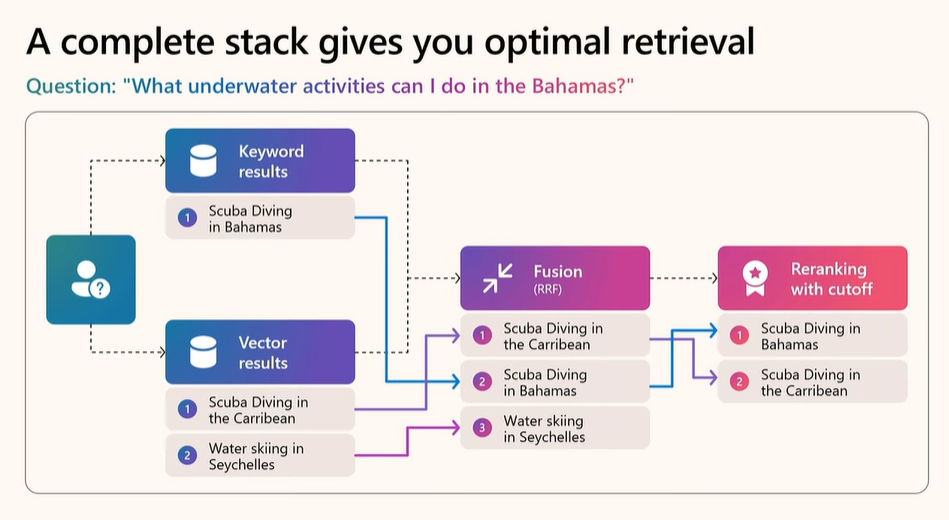 A complete stack gives you optimal retrieval
Question: "What underwater activities can I do in the Bahamas?"
Keyword
results
1
Scuba Diving
in Bahamas
?
Vector
results
1
Scuba Diving in
the Carribean
2
Water skiing in
Seychelles
Fusion
(RRF)
1
Scuba Diving in
the Carribean
2
Scuba Diving
in Bahamas
3
Water skiing
in Seychelles
Reranking
with cutoff
1
Scuba Diving in
Bahamas
2
Scuba Diving in
the Carribean